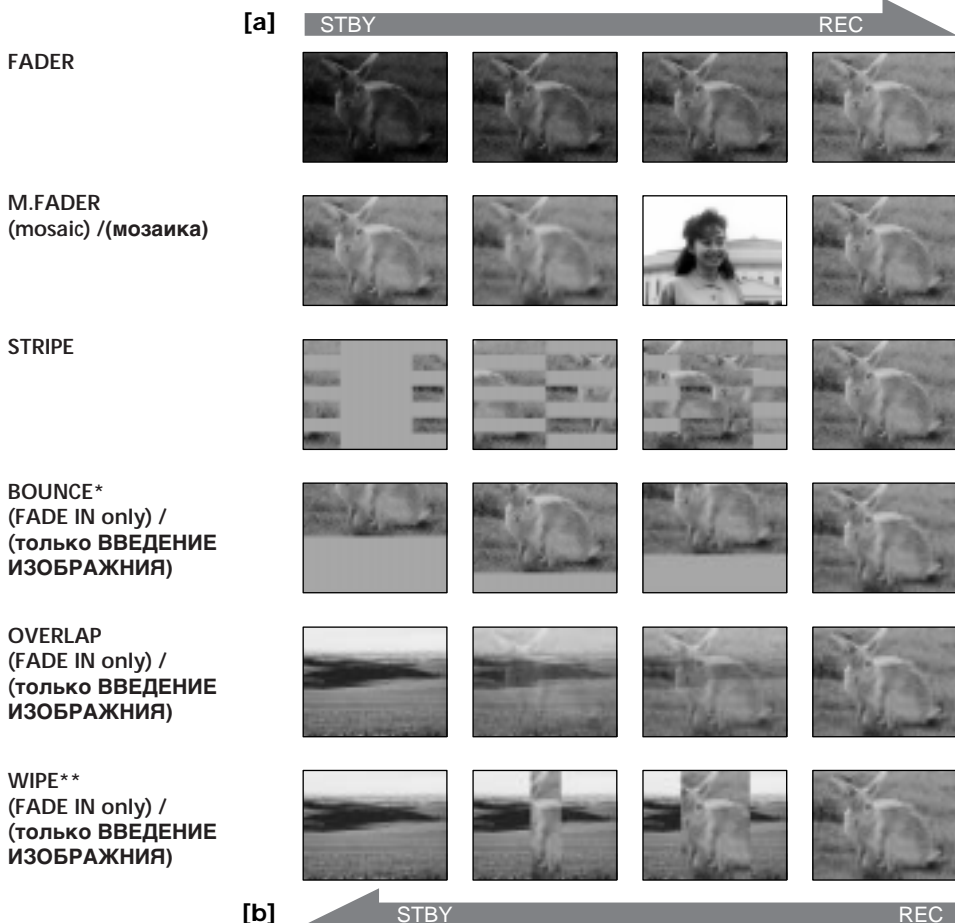 [a] STBY REC
FADER
M.FADER
(mosaic) /(мозаика)
STRIPE
BOUNCE*
(FADE IN only) /
(только ВВЕДЕНИЕ
ИЗОБРАЖНИЯ)
OVERLAP
(FADE IN only) /
(только ВВЕДЕНИЕ
ИЗОБРАЖНИЯ)
WIPE**
(FADE IN only) /
(только ВВЕДЕНИЕ
ИЗОБРАЖНИЯ)
[b] STBY REC